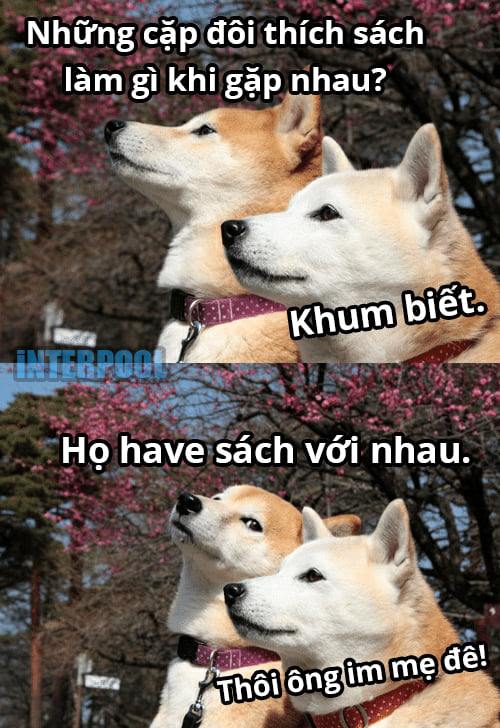 Những cặp đôi thích sách
làm gì khi gặp nhau?
Khum biết.
iNTERPOOL
Họ have sách với nhau.
Thôi ông im mẹ đê!